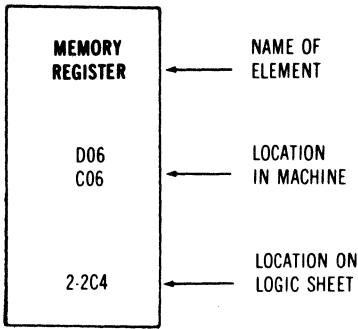 MEMORY
REGISTER
NAME OF
ELEMENT
D06
C06
LOCATION
IN MACHINE
2-2C4
LOCATION ON
LOGIC SHEET